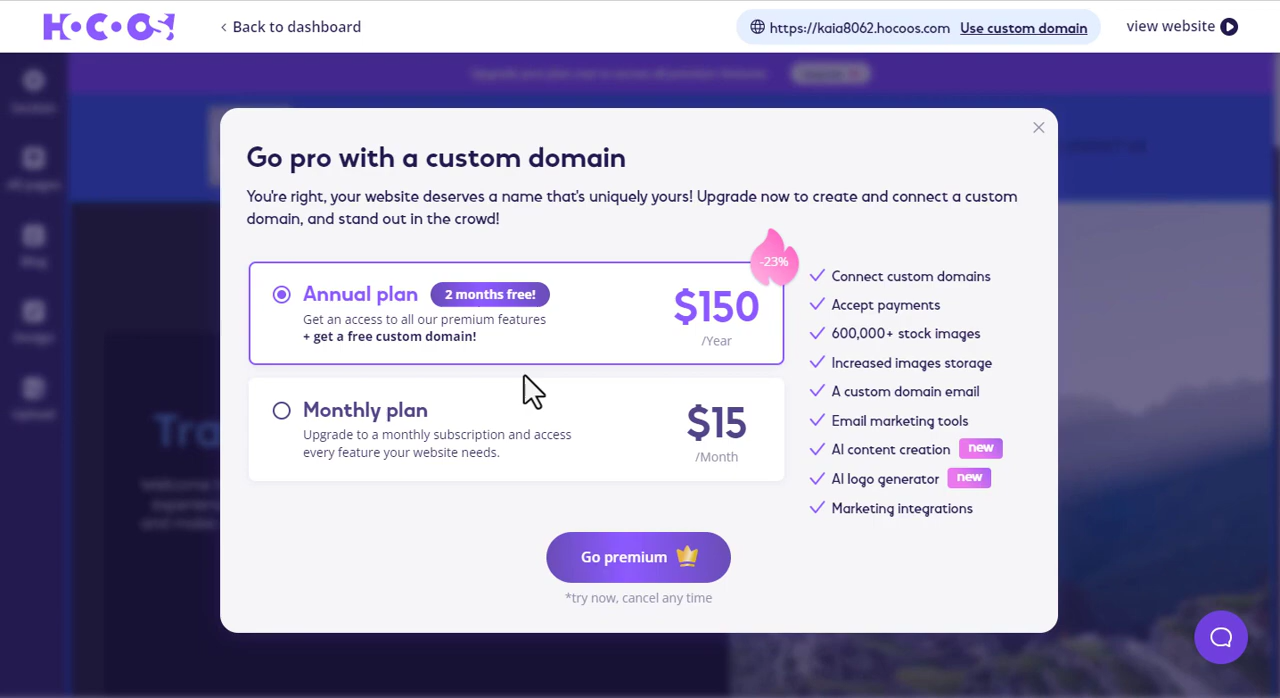 HOCOOS!
‹ Back to dashboard
https://kaia8062.hocoos.com Use custom domain
view website
Go pro with a custom domain
You're right, your website deserves a name that's uniquely yours! Upgrade now to create and connect a custom
domain, and stand out in the crowd!
-23%
Annual plan 2 months free!
Get an access to all our premium features
+ get a free custom domain!
$150
/Year
Monthly plan
Upgrade to a monthly subscription and access
every feature your website needs.
$15
/Month
Connect custom domains
Accept payments
600,000+ stock images
Increased images storage
A custom domain email
Email marketing tools
AI content creation new
AI logo generator new
Marketing integrations
Go premium
*try now, cancel any time